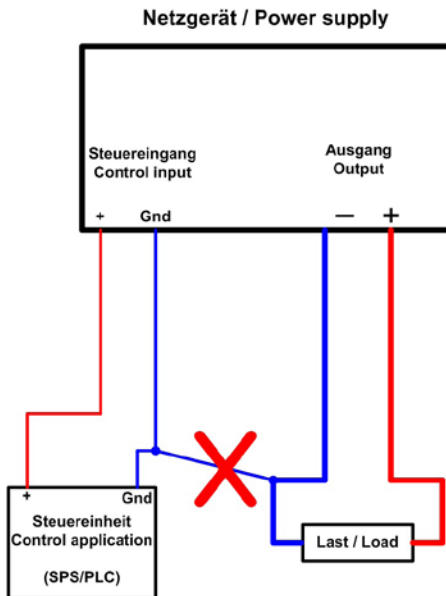 Netzgerät / Power supply
Steuereingang
Control input
Ausgang
Output
+ Gnd
— +
+ Gnd
Steuereinheit
Control application
(SPS/PLC)
Last / Load